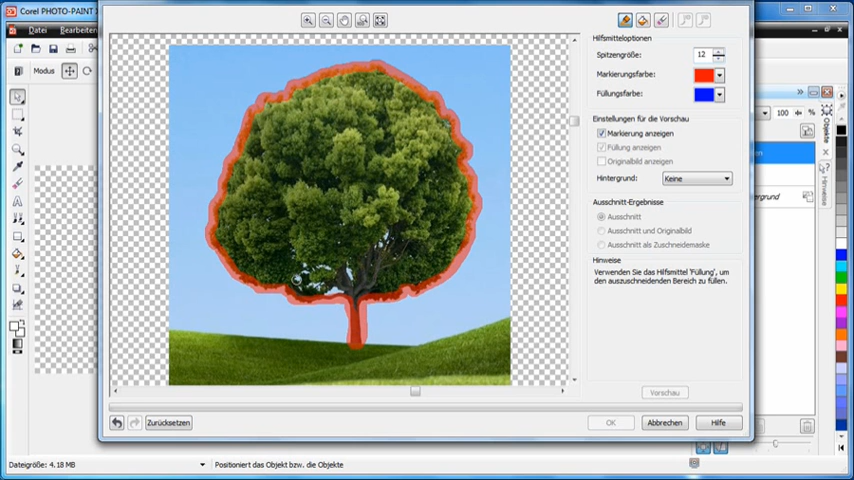 Corel PHOTO-PAINT X
Datei
Bearbeiten
Modus
Hilfsmitteloptionen
Spitzengröße:
12
Markierungsfarbe:
Füllungsfarbe:
Einstellungen für die Vorschau
Markierung anzeigen
Füllung anzeigen
Originalbild anzeigen
Hintergrund:
Keine
Ausschnitt-Ergebnisse
Ausschnitt
Ausschnitt und Originalbild
Ausschnitt als Zuschneidemaske
Hinweise
Verwenden Sie das Hilfsmittel 'Füllung', um
den auszuschneidenden Bereich zu füllen.
Vorschau
Zurücksetzen
OK
Abbrechen
Hilfe
100
%
Objekte
Hinweise
Dateigröße: 4.18 MB
Positioniert das Objekt bzw. die Objekte